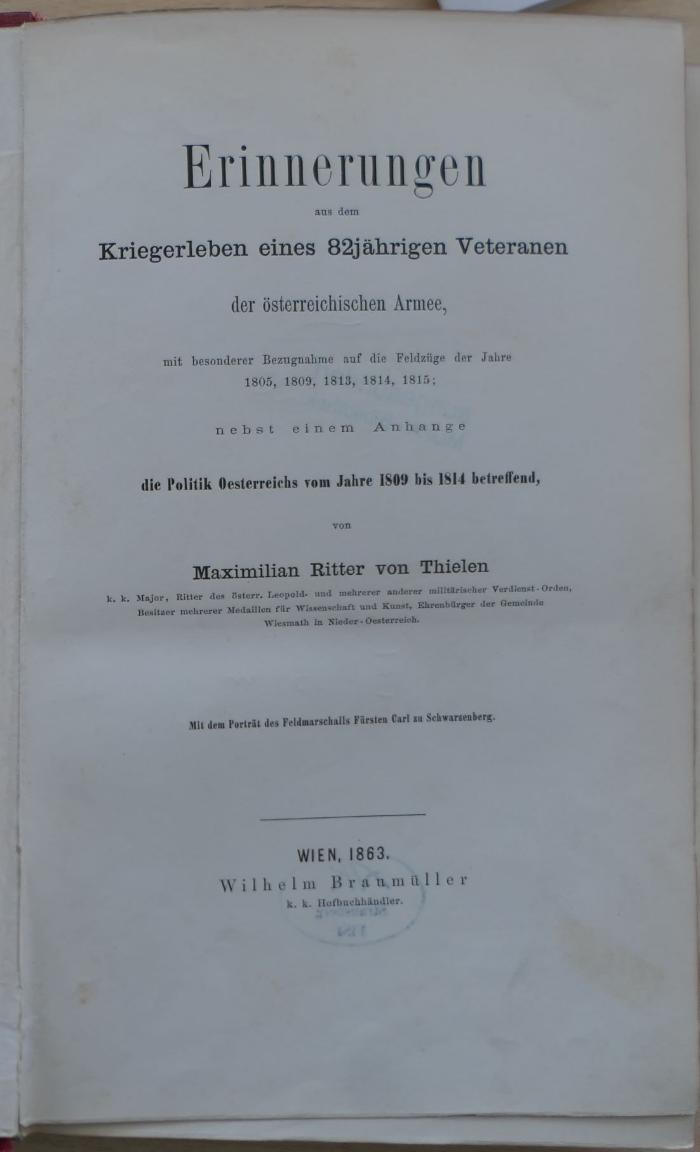 Erinnerungen
aus dem
Kriegerleben eines 82jährigen Veteranen
der österreichischen Armee,
mit besonderer Bezugnahme auf die Feldzüge der Jahre
1805, 1809, 1813, 1814, 1815;
nebst einem Anhange
die Politik Oesterreichs vom Jahre 1809 bis 1814 betreffend,
von
Maximilian Ritter von Thielen
k. k. Major, Ritter des österr. Leopold- und mehrerer anderer militärischer Verdienst-Orden,
Besitzer mehrerer Medaillen für Wissenschaft und Kunst, Ehrenbürger der Gemeinde
Wiesmath in Nieder-Oesterreich.
Mit dem Porträt des Feldmarschalls Fürsten Carl zu Schwarzenberg.
WIEN, 1863.
Wilhelm Braumüller
k. k. Hofbuchhändler.